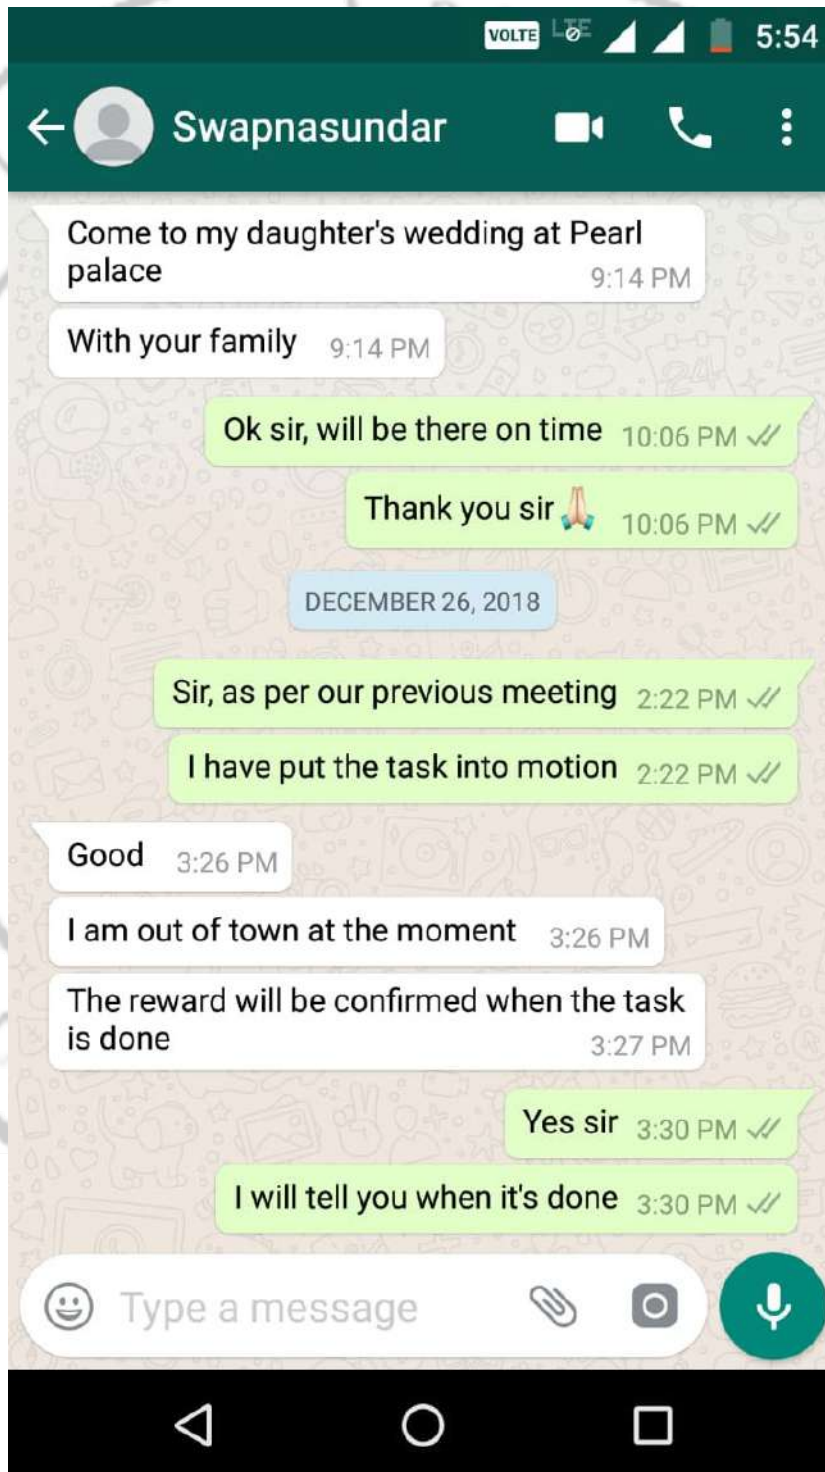 VOLTE LTE 5:54
Swapnasundar
Come to my daughter's wedding at Pearl
palace 9:14 PM
With your family 9:14 PM
Ok sir, will be there on time 10:06 PM
Thank you sir🙏 10:06 PM
DECEMBER 26, 2018
Sir, as per our previous meeting 2:22 PM
I have put the task into motion 2:22 PM
Good 3:26 PM
I am out of town at the moment 3:26 PM
The reward will be confirmed when the task
is done 3:27 PM
Yes sir 3:30 PM
I will tell you when it's done 3:30 PM
Type a message